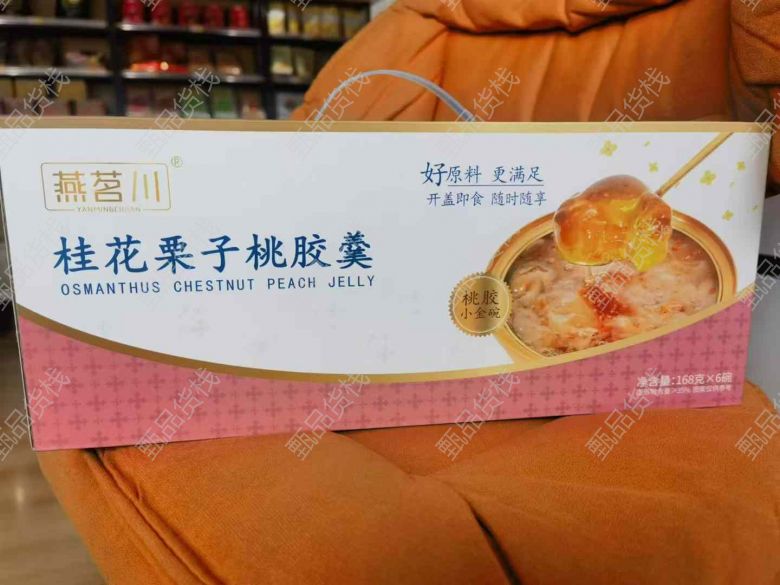 燕茗川®
YANMINGCHUAN
桂花栗子桃胶羹
OSMANTHUS CHESTNUT PEACH JELLY
好原料 更满足
开盖即食 随时随享
桃胶
小金碗
净含量:168克×6碗
甄品货栈